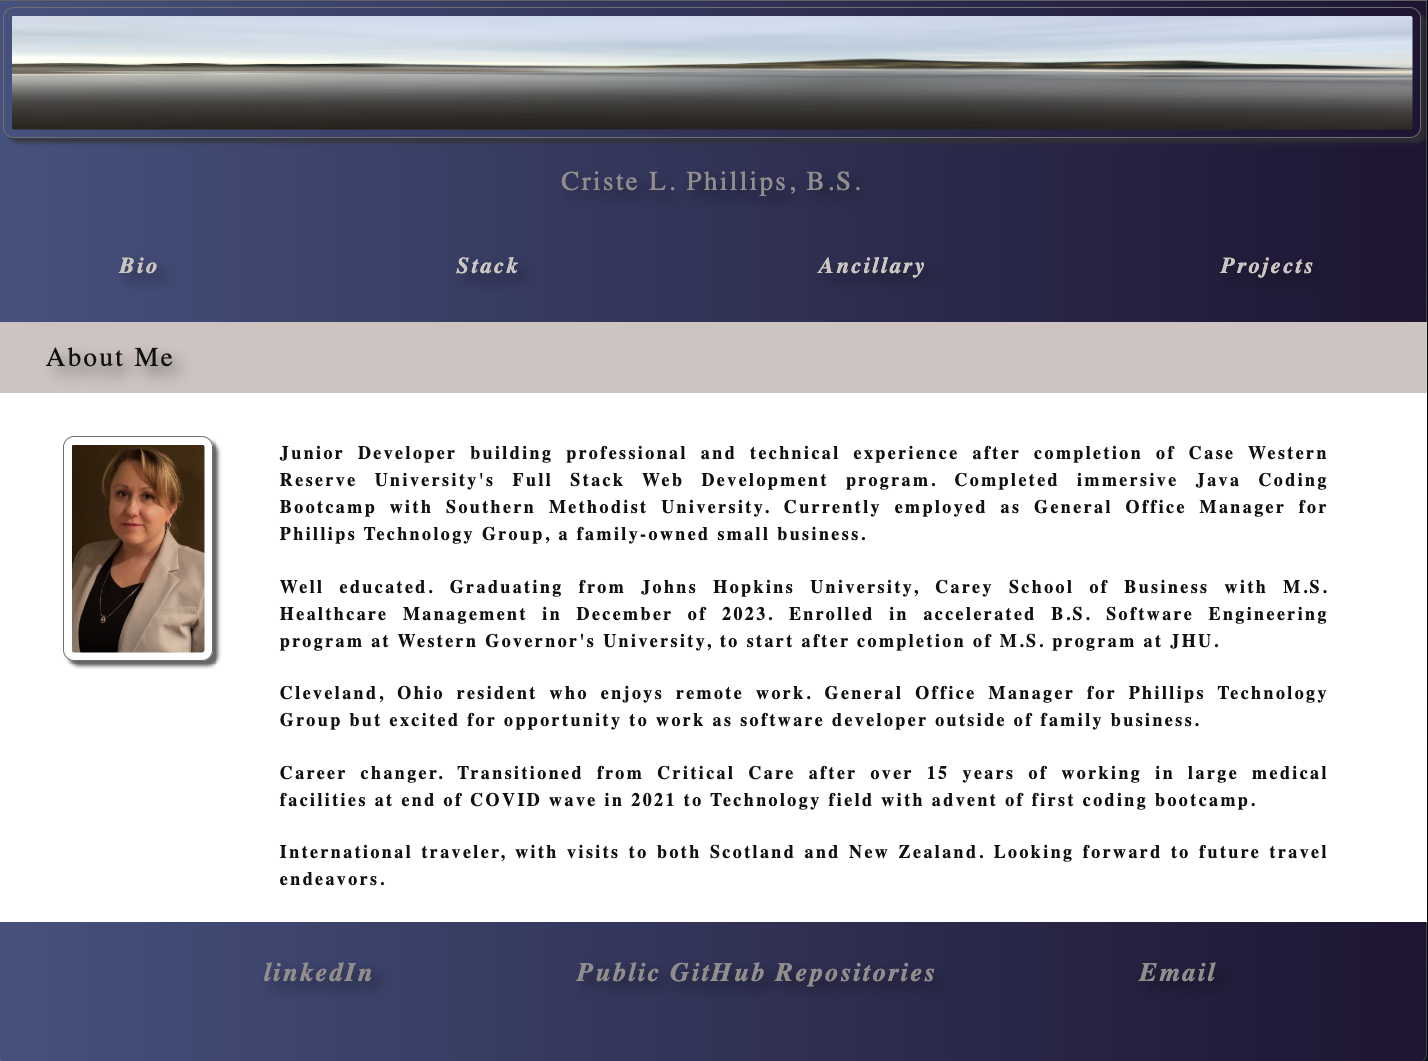 Criste L. Phillips, B.S.
Bio
Stack
Ancillary
Projects
About Me
Junior Developer building professional and technical experience after completion of Case Western
Reserve University's Full Stack Web Development program. Completed immersive Java Coding
Bootcamp with Southern Methodist University. Currently employed as General Office Manager for
Phillips Technology Group, a family-owned small business.
Well educated. Graduating from Johns Hopkins University, Carey School of Business with M.S.
Healthcare Management in December of 2023. Enrolled in accelerated B.S. Software Engineering
program at Western Governor's University, to start after completion of M.S. program at JHU.
Cleveland, Ohio resident who enjoys remote work. General Office Manager for Phillips Technology
Group but excited for opportunity to work as software developer outside of family business.
Career changer. Transitioned from Critical Care after over 15 years of working in large medical
facilities at end of COVID wave in 2021 to Technology field with advent of first coding bootcamp.
International traveler, with visits to both Scotland and New Zealand. Looking forward to future travel
endeavors.
linkedIn
Public GitHub Repositories
Email